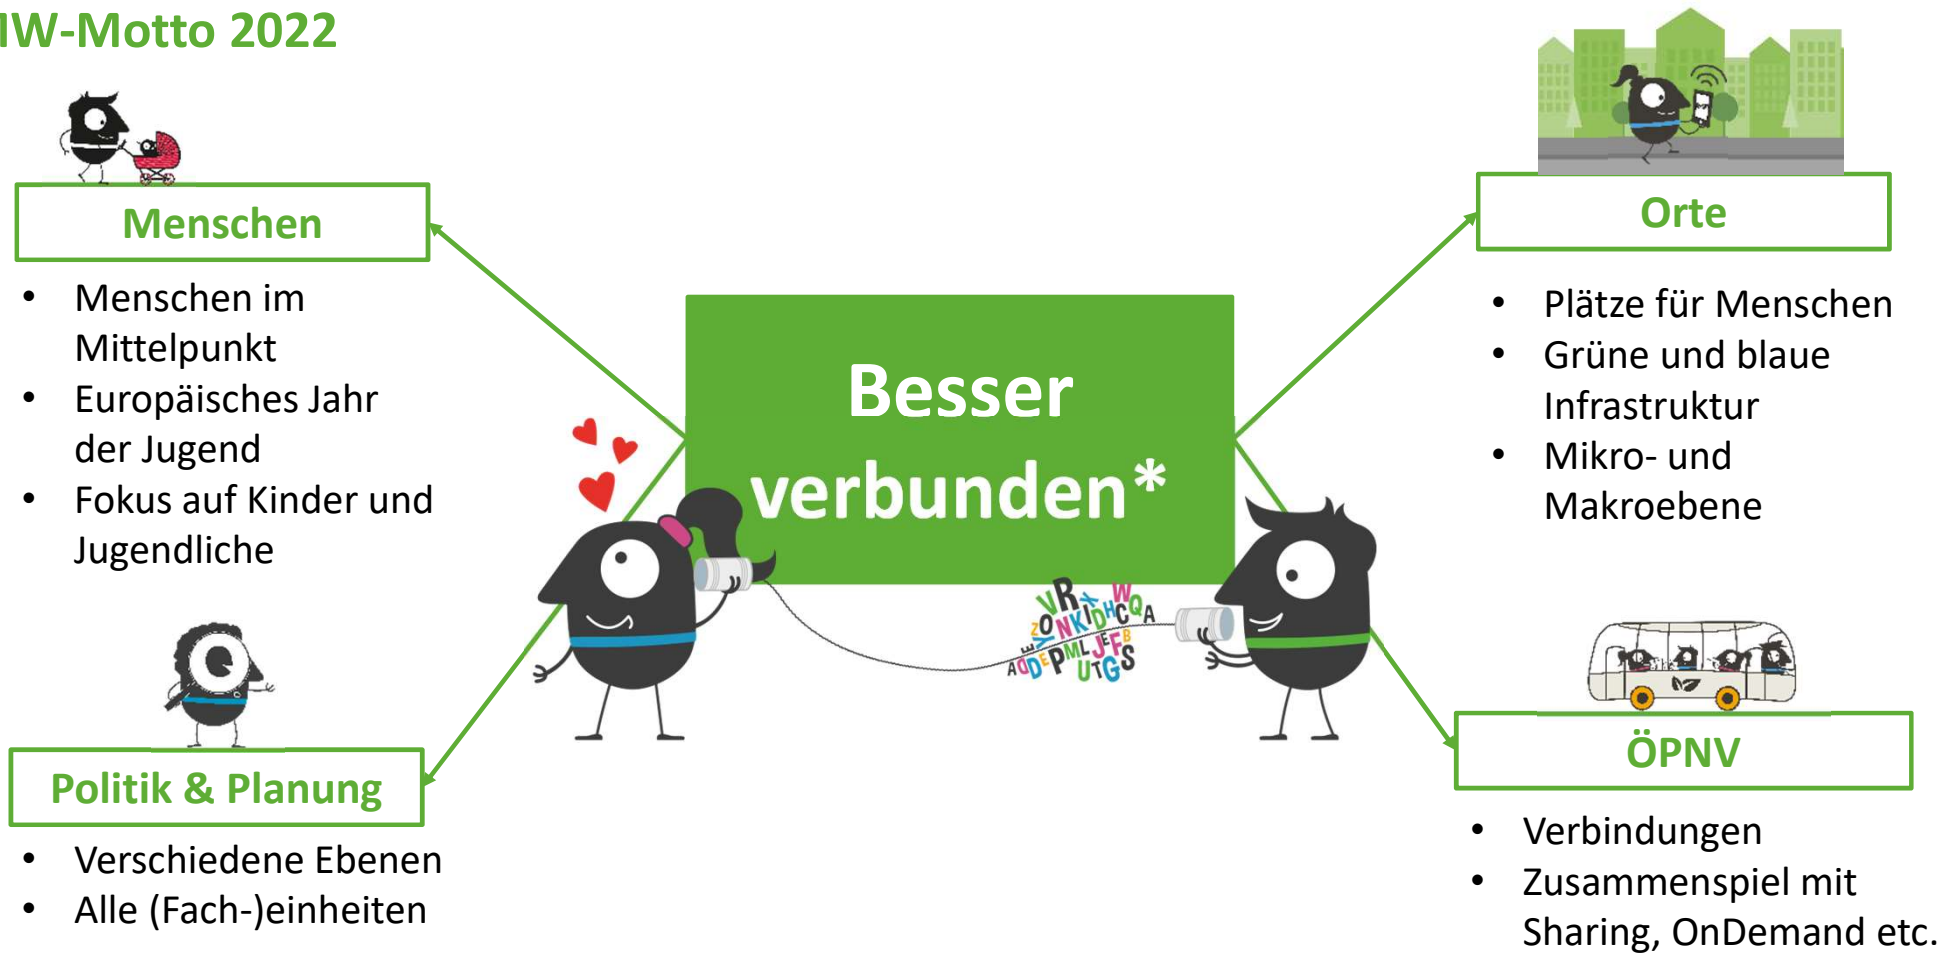 IW-Motto 2022
Menschen
• Menschen im
Mittelpunkt
• Europäisches Jahr
der Jugend
• Fokus auf Kinder und
Jugendliche
Politik & Planung
• Verschiedene Ebenen
• Alle (Fach-)einheiten
Besser
verbunden*
Orte
• Plätze für Menschen
• Grüne und blaue
Infrastruktur
• Mikro- und
Makroebene
ÖPNV
• Verbindungen
• Zusammenspiel mit
Sharing, OnDemand etc.